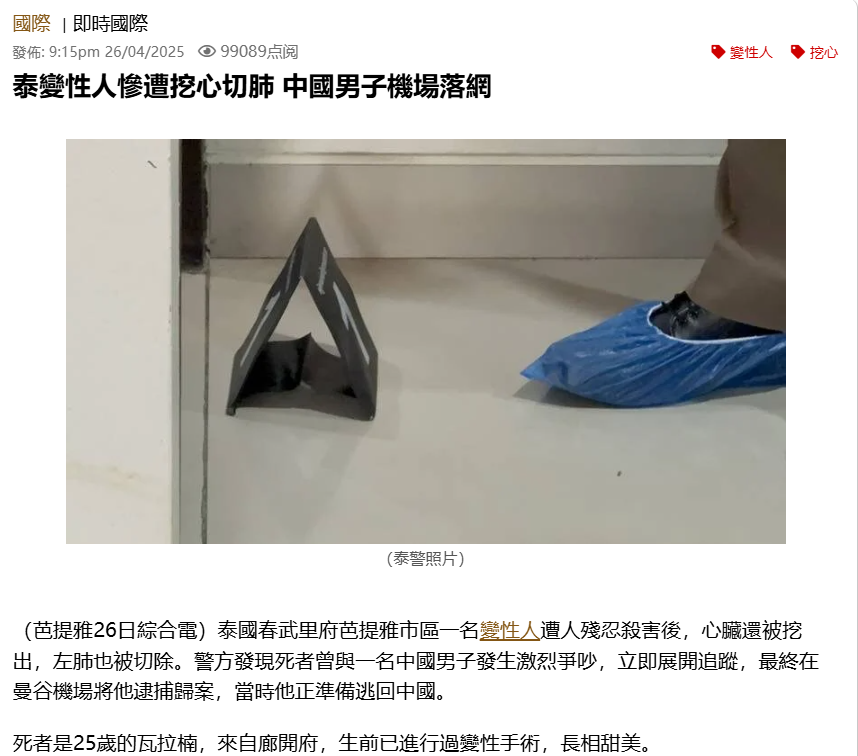 國際 | 即時國際
發佈: 9:15pm 26/04/2025 99089点阅 變性人 挖心
泰變性人慘遭挖心切肺 中國男子機場落網
1 1
（泰警照片）
（芭提雅26日綜合電）泰國春武里府芭提雅市區一名變性人遭人殘忍殺害後，心臟還被挖
出，左肺也被切除。警方發現死者曾與一名中國男子發生激烈爭吵，立即展開追蹤，最終在
曼谷機場將他逮捕歸案，當時他正準備逃回中國。
死者是25歲的瓦拉楠，來自廊開府，生前已進行過變性手術，長相甜美。